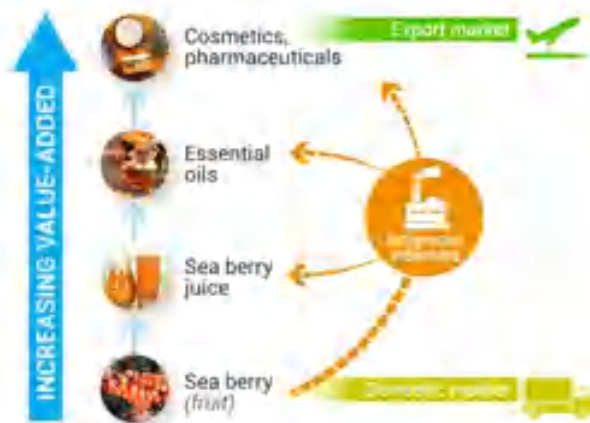 INCREASING VALUE-ADDED
Cosmetics,
pharmaceuticals
Export market
Essential
oils
Sea berry
juice
Sea berry
(fruit)
Domestic market